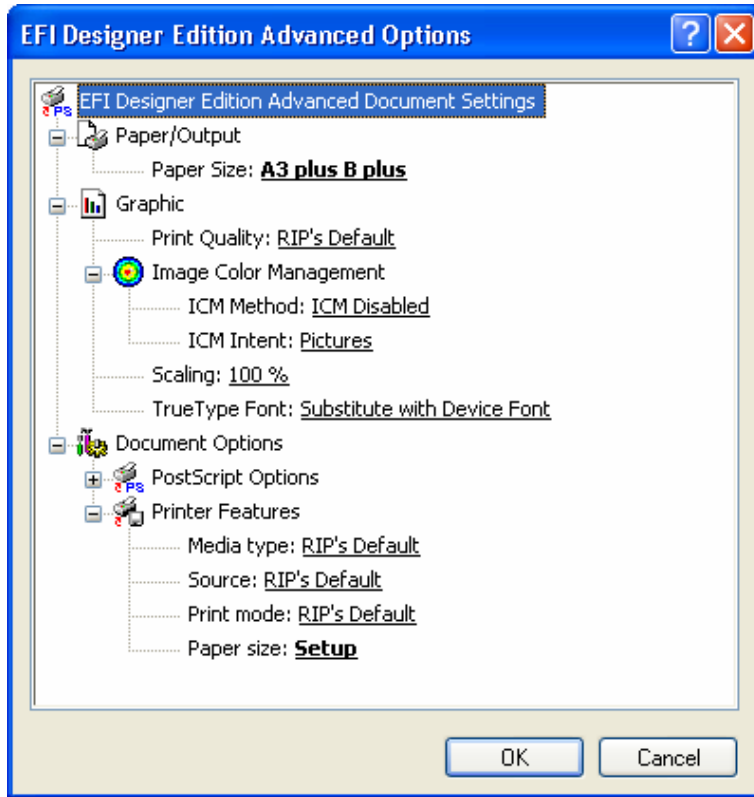 EFI Designer Edition Advanced Options
EFI Designer Edition Advanced Document Settings
Paper/Output
Paper Size: A3 plus B plus
Graphic
Print Quality: RIP's Default
Image Color Management
ICM Method: ICM Disabled
ICM Intent: Pictures
Scaling: 100 %
TrueType Font: Substitute with Device Font
Document Options
PostScript Options
Printer Features
Media type: RIP's Default
Source: RIP's Default
Print mode: RIP's Default
Paper size: Setup
OK
Cancel